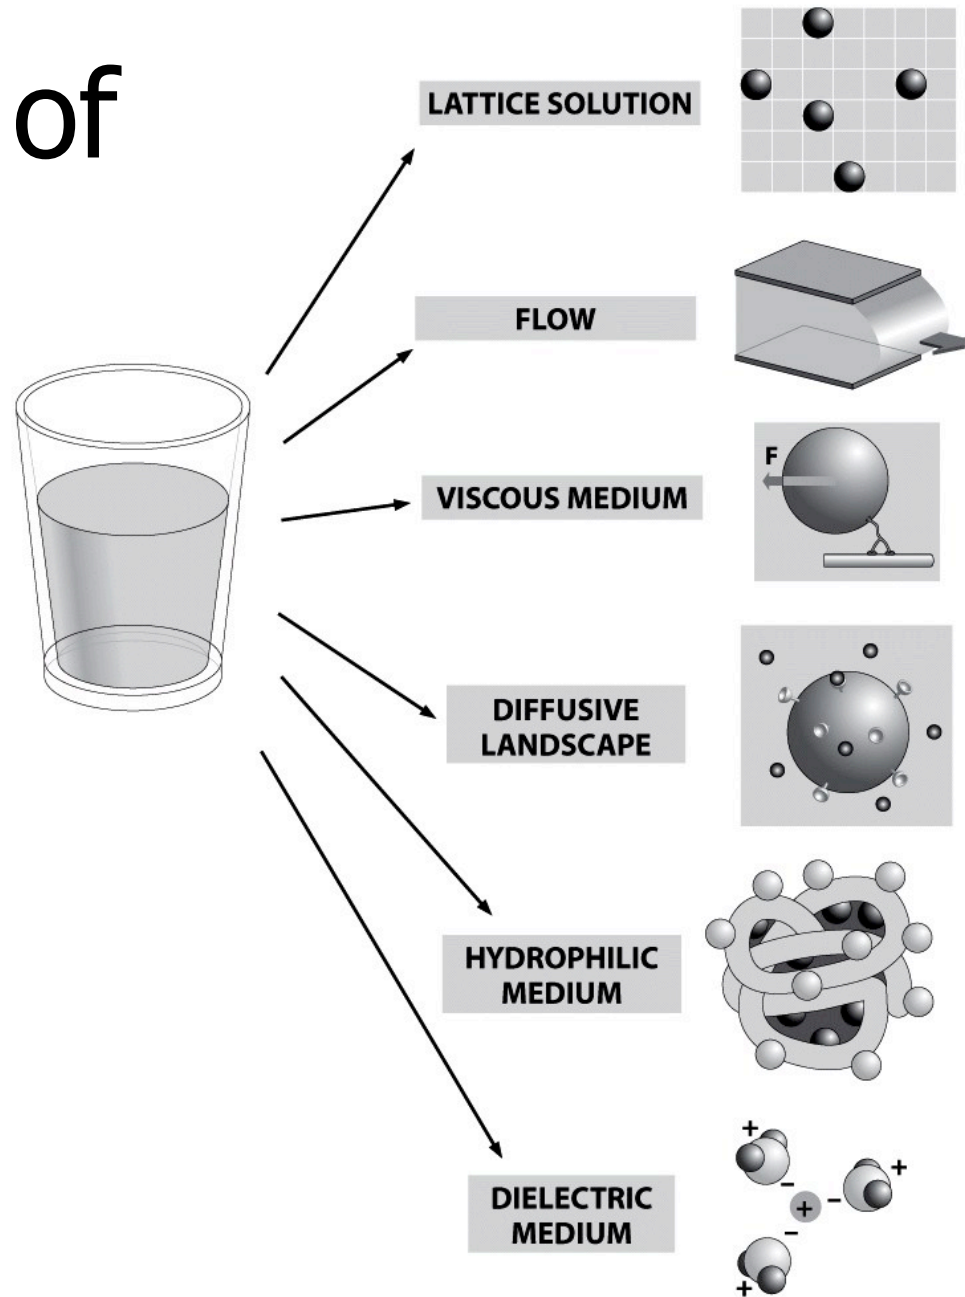 of
LATTICE SOLUTION
FLOW
VISCOUS MEDIUM
F
DIFFUSIVE
LANDSCAPE
HYDROPHILIC
MEDIUM
DIELECTRIC
MEDIUM
+
+
−
−
+
−
+